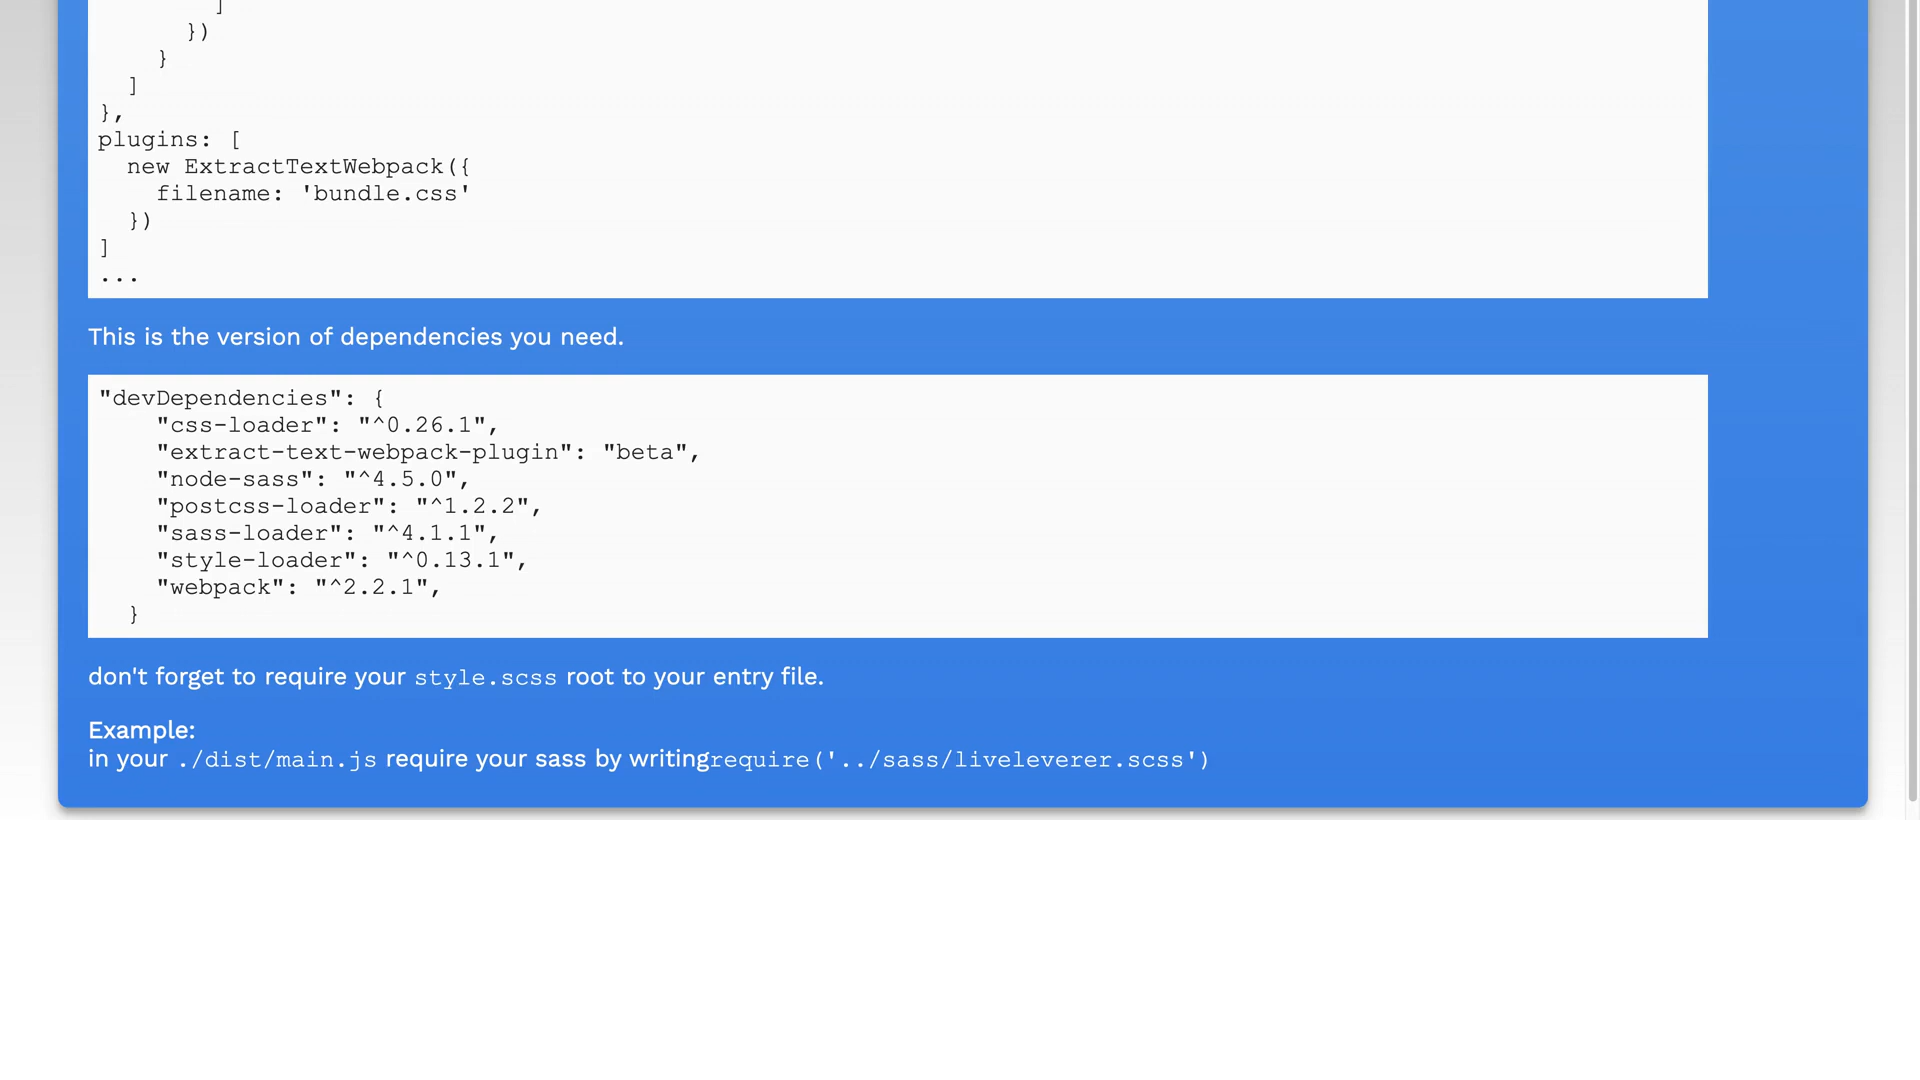 ]
})
}
]
},
plugins: [
new ExtractTextWebpack({
filename: 'bundle.css'
})
]
...
This is the version of dependencies you need.
"devDependencies": {
"css-loader": "^0.26.1",
"extract-text-webpack-plugin": "beta",
"node-sass": "^4.5.0",
"postcss-loader": "^1.2.2",
"sass-loader": "^4.1.1",
"style-loader": "^0.13.1",
"webpack": "^2.2.1",
}
don't forget to require your style.scss root to your entry file.
Example:
in your ./dist/main.js require your sass by writingrequire('../sass/liveleverer.scss')